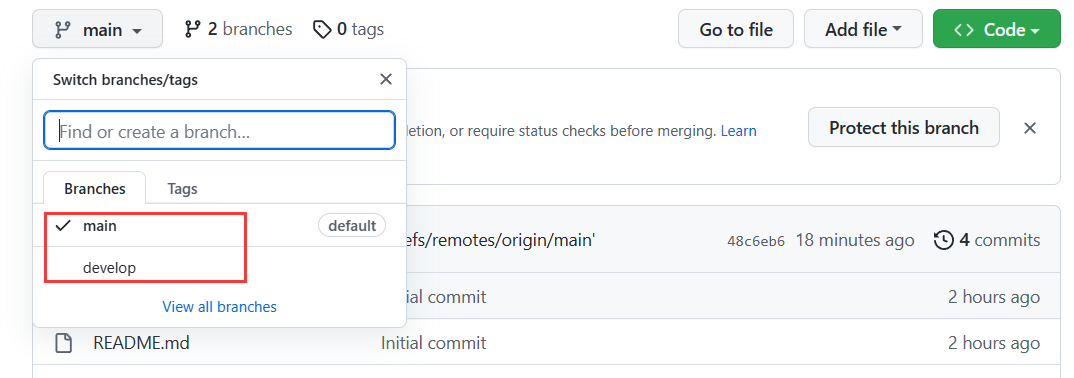 main
2 branches
0 tags
Go to file
Add file
Code
Switch branches/tags
Find or create a branch...
letion, or require status checks before merging. Learn
Protect this branch
Branches
Tags
main
default
efs/remotes/origin/main'
48c6eb6
18 minutes ago
4 commits
develop
ial commit
2 hours ago
View all branches
README.md
Initial commit
2 hours ago